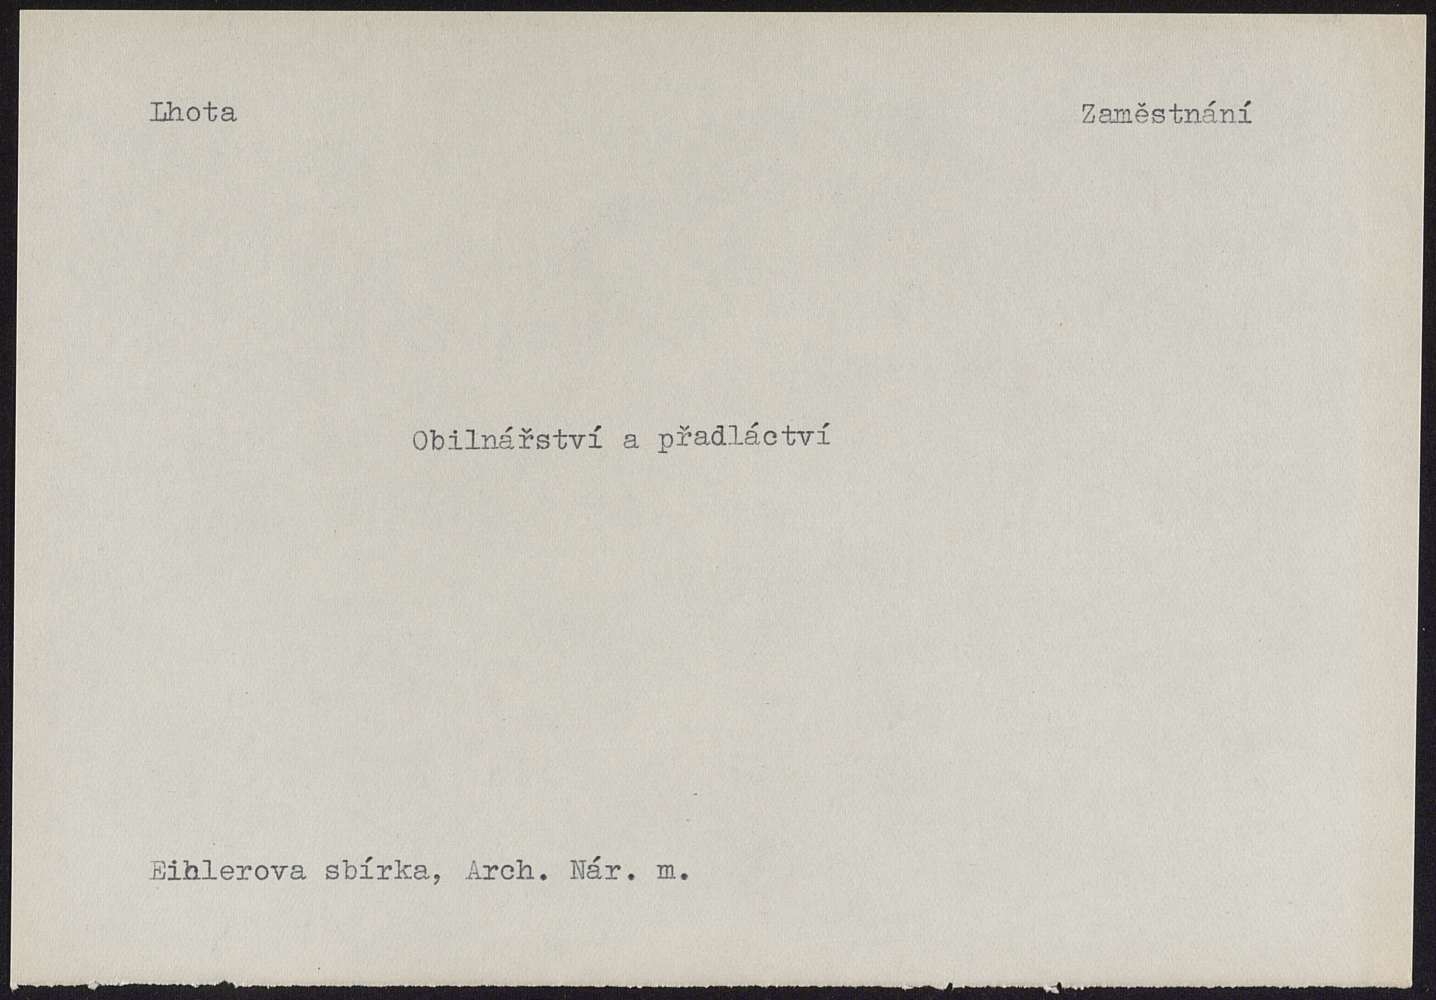 Lhota
Zaměstnání
Obilnářství a přadláctví
Eihlerova sbírka, Arch. Nár. m.